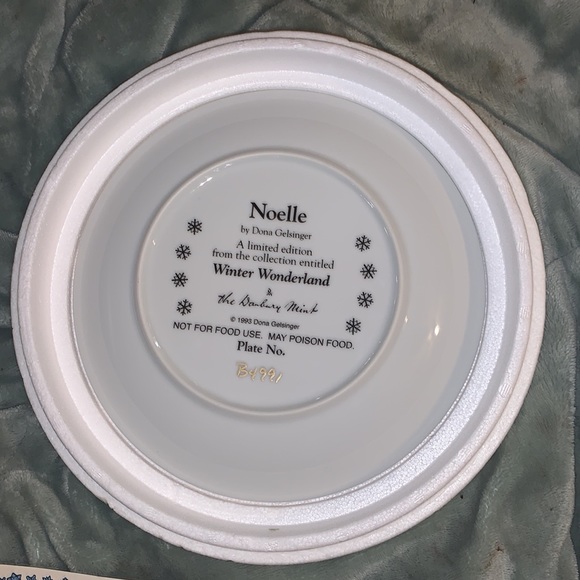 Noelle
by Dona Gelsinger
A limited edition
from the collection entitled
Winter Wonderland
The Danbury Mint
© 1993 Dona Gelsinger
NOT FOR FOOD USE. MAY POISON FOOD.
Plate No.
B4991